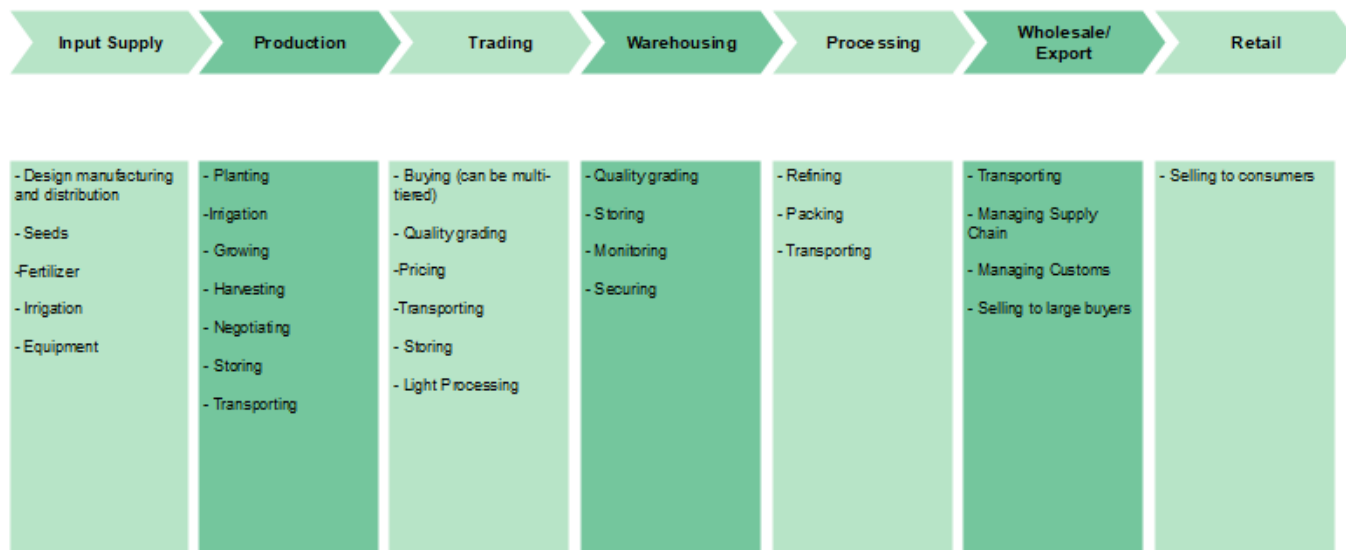 Input Supply
Production
Trading
Warehousing
Processing
Wholesale/
Export
Retail
- Design manufacturing
and distribution
- Seeds
-Fertilizer
- Irrigation
- Equipment
- Planting
-Irrigation
- Growing
- Harvesting
- Negotiating
- Storing
- Transporting
- Buying (can be multi-
tiered)
- Quality grading
-Pricing
-Transporting
- Storing
- Light Processing
- Quality grading
- Storing
- Monitoring
- Securing
- Refining
- Packing
- Transporting
- Transporting
- Managing Supply
Chain
- Managing Customs
- Selling to large buyers
- Selling to consumers